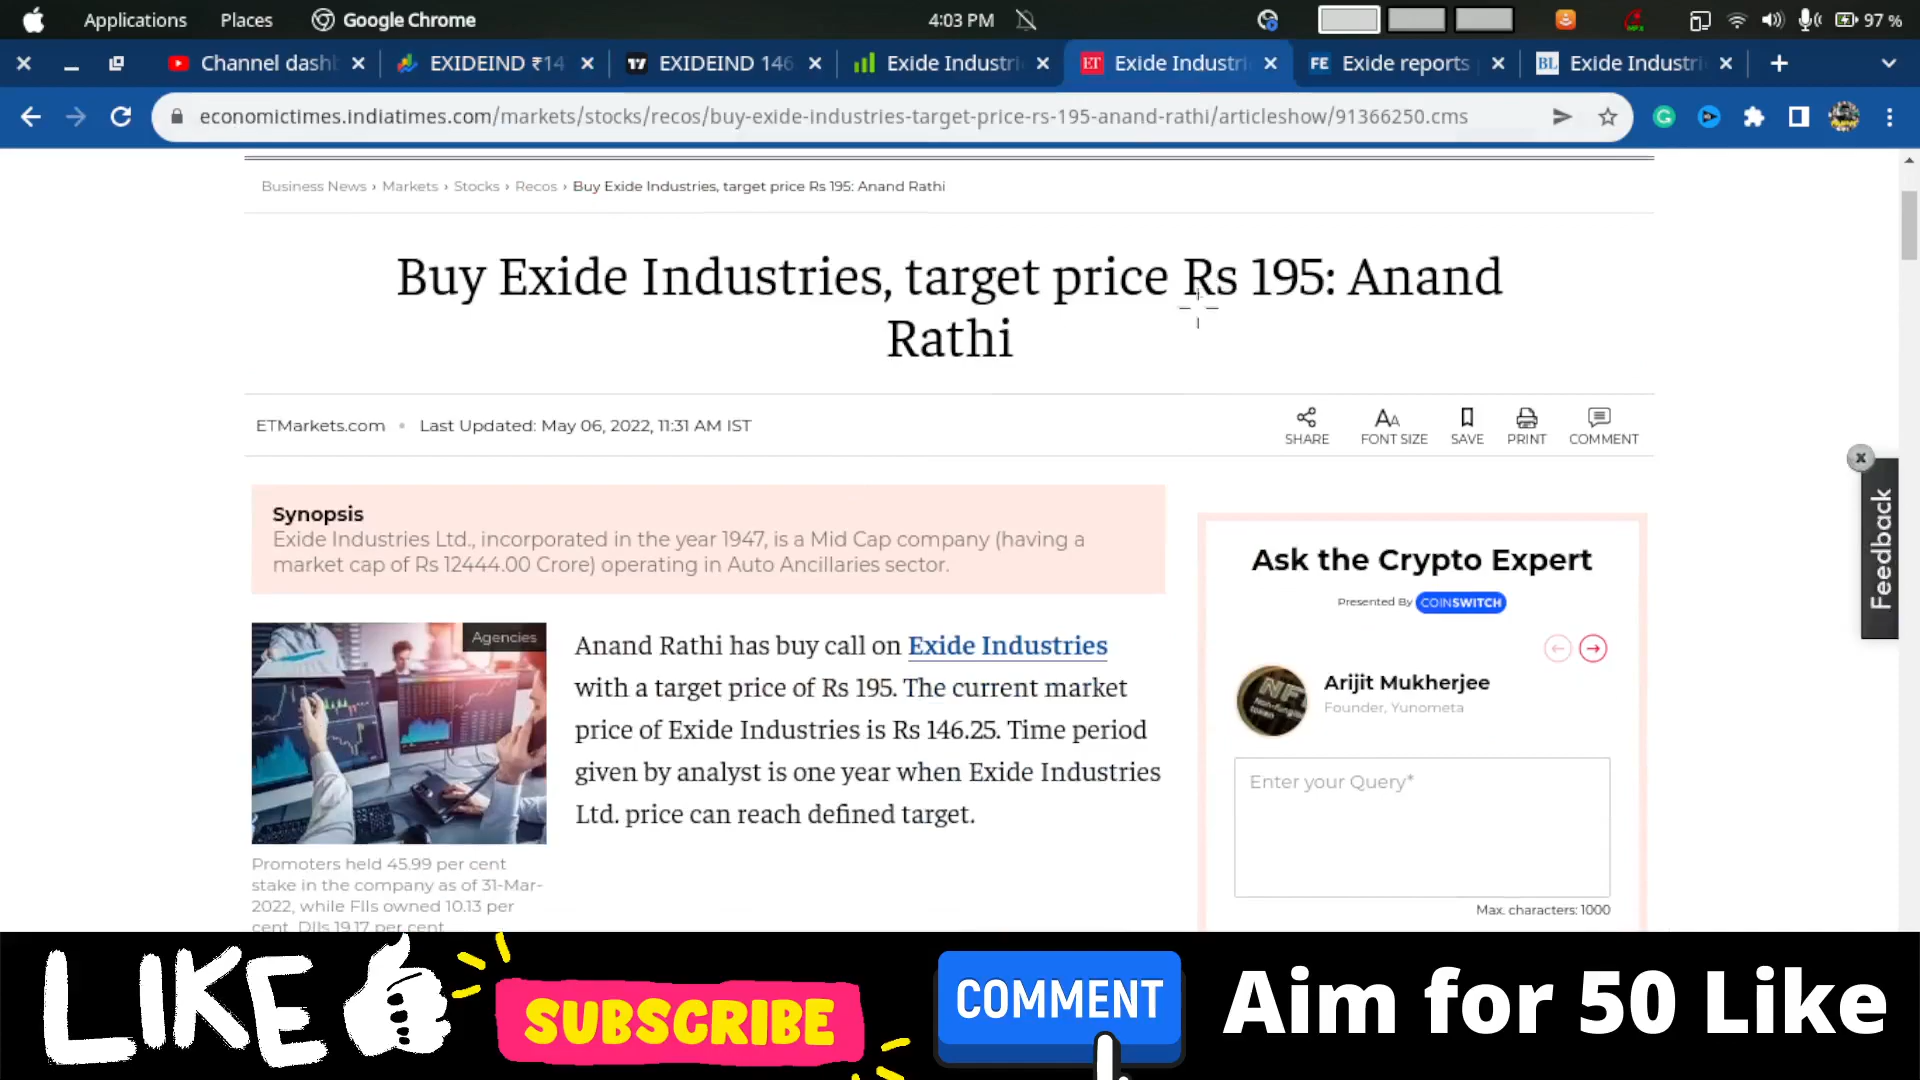 Applications Places Google Chrome 4:03 PM 97 %
Channel dash EXIDEIND ₹14 EXIDEIND 146 Exide Industri ET Exide Industri FE Exide reports BL Exide Industri
economictimes.indiatimes.com/markets/stocks/recos/buy-exide-industries-target-price-rs-195-anand-rathi/articleshow/91366250.cms
Business News › Markets › Stocks › Recos › Buy Exide Industries, target price Rs 195: Anand Rathi
Buy Exide Industries, target price Rs 195: Anand
Rathi
ETMarkets.com • Last Updated: May 06, 2022, 11:31 AM IST
SHARE FONT SIZE SAVE PRINT COMMENT
Feedback
Synopsis
Exide Industries Ltd., incorporated in the year 1947, is a Mid Cap company (having a
market cap of Rs 12444.00 Crore) operating in Auto Ancillaries sector.
Agencies
Anand Rathi has buy call on Exide Industries
with a target price of Rs 195. The current market
price of Exide Industries is Rs 146.25. Time period
given by analyst is one year when Exide Industries
Ltd. price can reach defined target.
Promoters held 45.99 per cent
stake in the company as of 31-Mar-
2022, while FIIs owned 10.13 per
cent, DIIs 19.17 per cent
Ask the Crypto Expert
Presented By COINSWITCH
Arijit Mukherjee
Founder, Yunometa
Enter your Query*
Max. characters: 1000
LIKE SUBSCRIBE COMMENT Aim for 50 Like